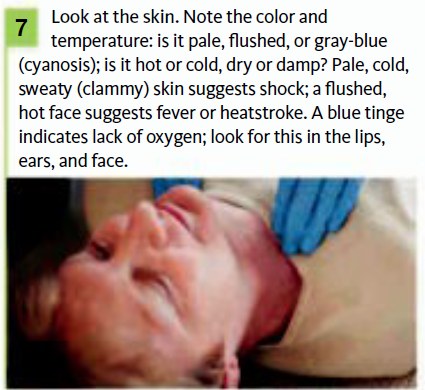 7 Look at the skin. Note the color and
temperature: is it pale, flushed, or gray-blue
(cyanosis); is it hot or cold, dry or damp? Pale, cold,
sweaty (clammy) skin suggests shock; a flushed,
hot face suggests fever or heatstroke. A blue tinge
indicates lack of oxygen; look for this in the lips,
ears, and face.